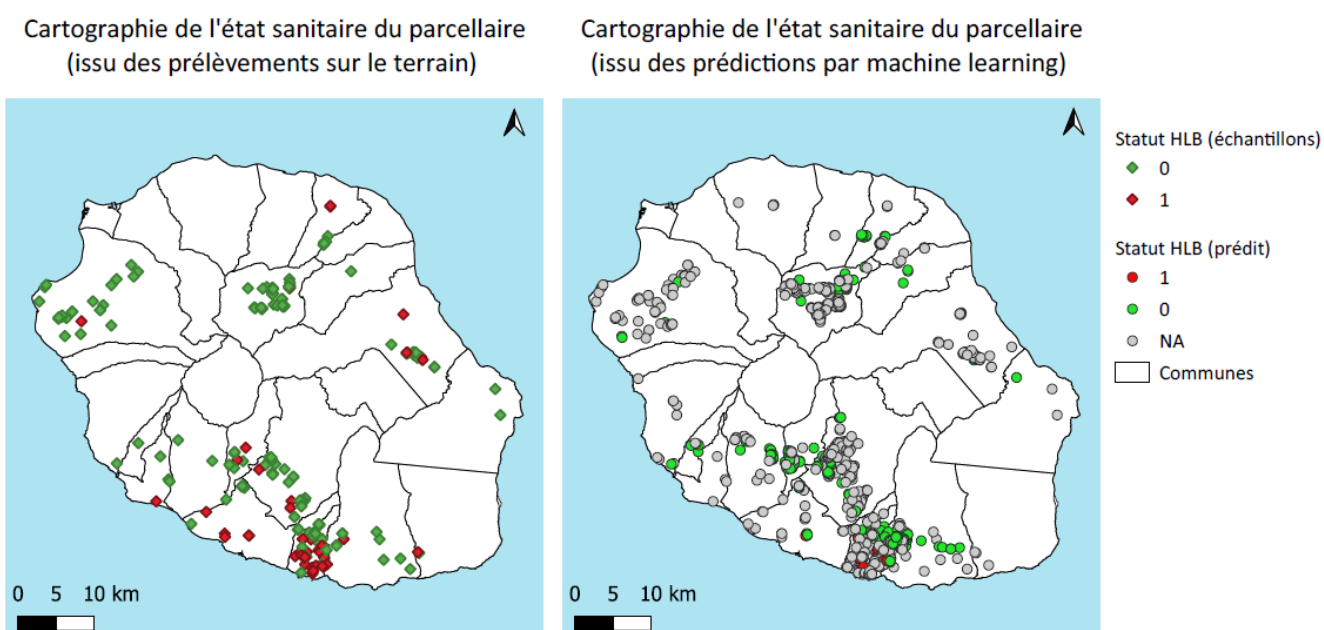 Cartographie de l'état sanitaire du parcellaire
(issu des prélèvements sur le terrain)
Cartographie de l'état sanitaire du parcellaire
(issu des prédictions par machine learning)
Statut HLB (échantillons)
0
1
Statut HLB (prédit)
1
0
NA
Communes
0 5 10 km
0 5 10 km